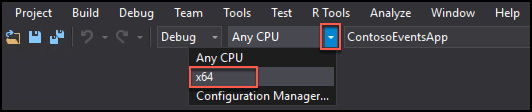 Project Build Debug Team Tools Test R Tools Analyze Window Help
Debug Any CPU ContosoEventsApp
Any CPU
x64
Configuration Manager...